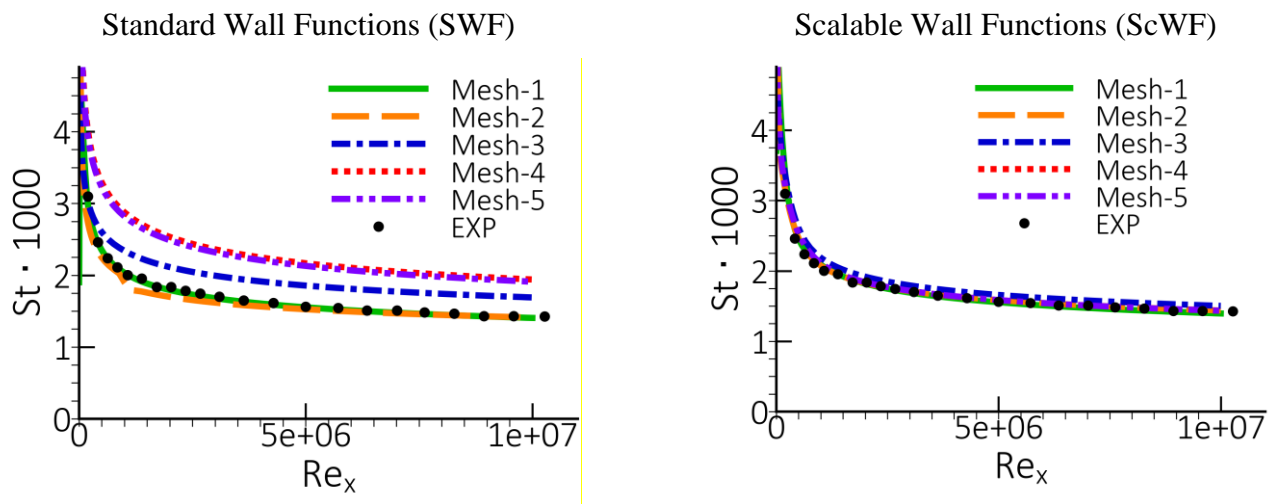 Standard Wall Functions (SWF)
Mesh-1
Mesh-2
Mesh-3
Mesh-4
Mesh-5
EXP
St · 1000
4
3
2
1
0
0
5e+06
1e+07
Re_x
Scalable Wall Functions (ScWF)
Mesh-1
Mesh-2
Mesh-3
Mesh-4
Mesh-5
EXP
St · 1000
4
3
2
1
0
0
5e+06
1e+07
Re_x